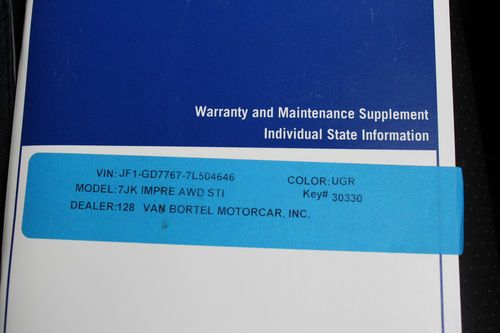 Warranty and Maintenance Supplement
Individual State Information
VIN:JF1-GD7767-7L504646 COLOR:UGR
MODEL:7JK IMPRE AWD STI Key# 30330
DEALER:128 VAN BORTEL MOTORCAR, INC.